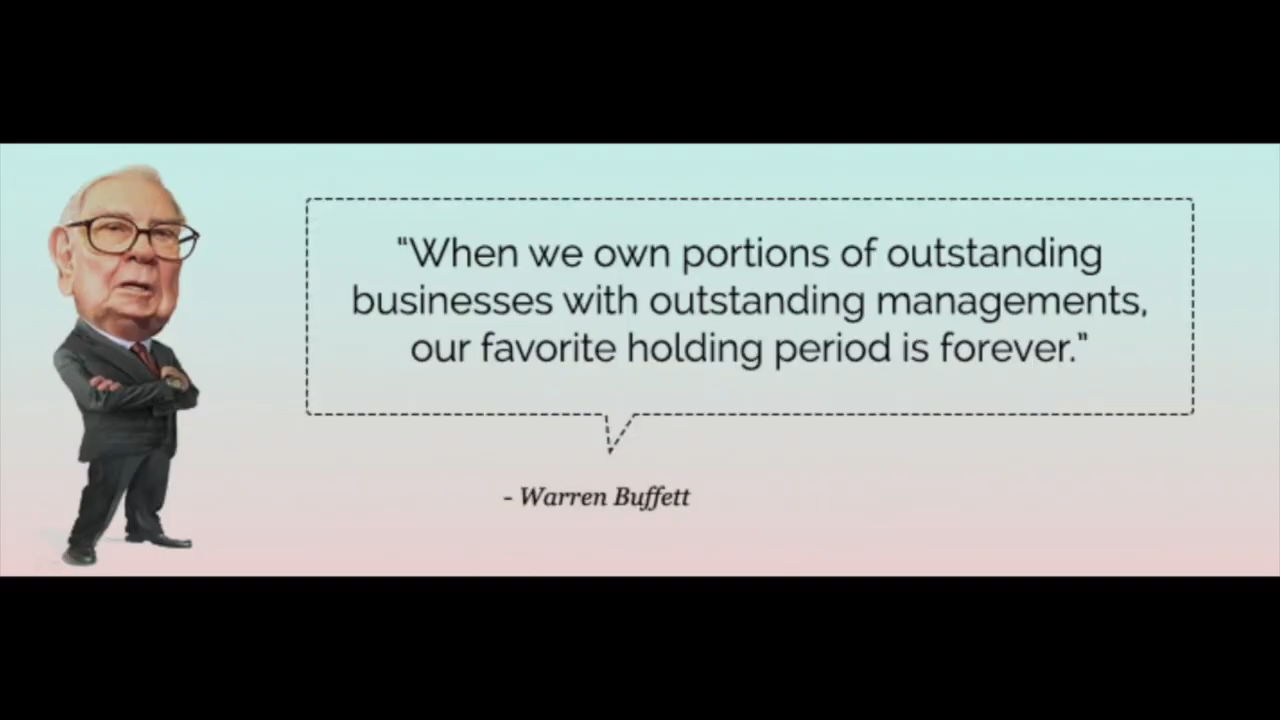 "When we own portions of outstanding
businesses with outstanding managements,
our favorite holding period is forever."
- Warren Buffett